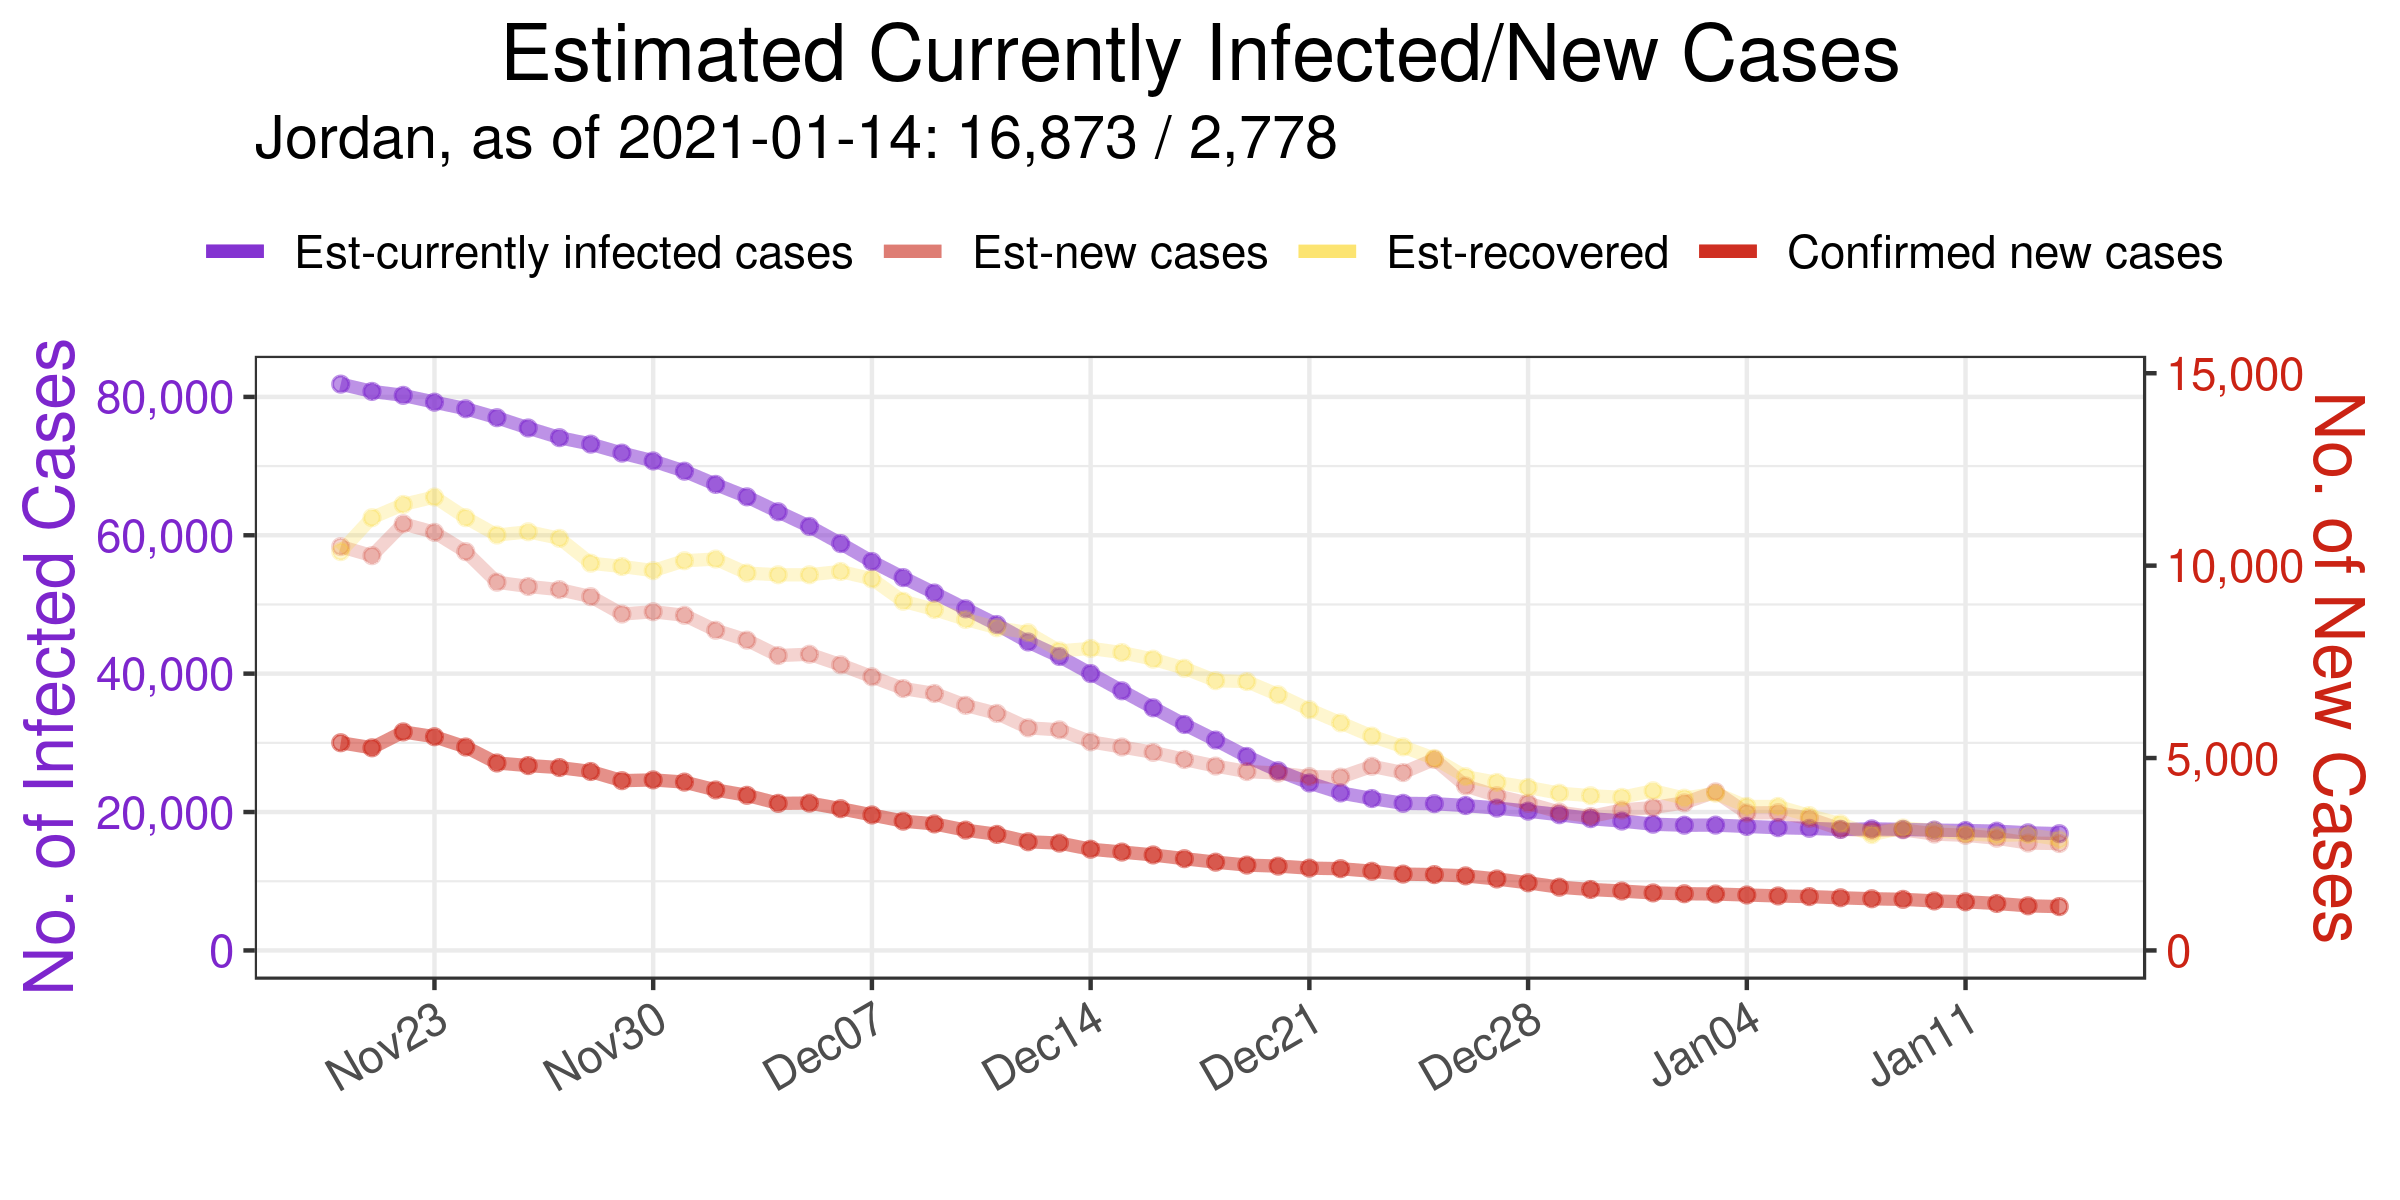 Estimated Currently Infected/New Cases
Jordan, as of 2021-01-14: 16,873 / 2,778
Est-currently infected cases Est-new cases Est-recovered Confirmed new cases
No. of Infected Cases
80,000
60,000
40,000
20,000
0
15,000
10,000
5,000
0
No. of New Cases
Nov23 Nov30 Dec07 Dec14 Dec21 Dec28 Jan04 Jan11